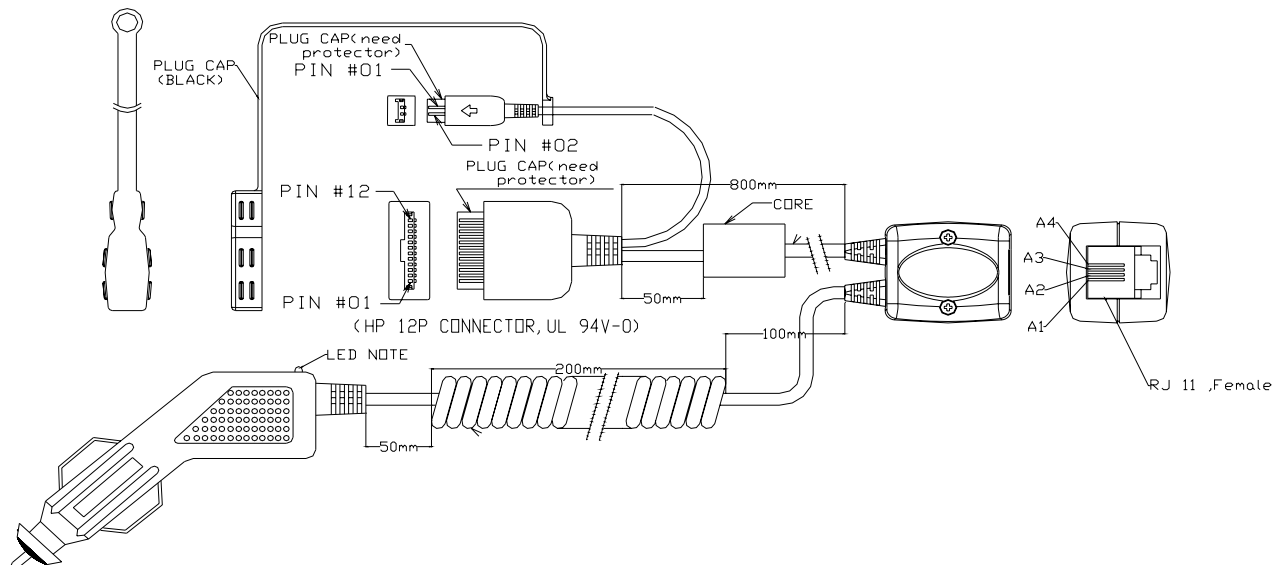 PLUG CAP(need
protector)
PIN #01
PLUG CAP
(BLACK)
PIN #02
PLUG CAP(need
protector)
PIN #12
800mm
CORE
A4
A3
A2
A1
PIN #01
50mm
(HP 12P CONNECTOR,UL 94V-0)
100mm
LED NOTE
200mm
RJ 11 ,Female
50mm